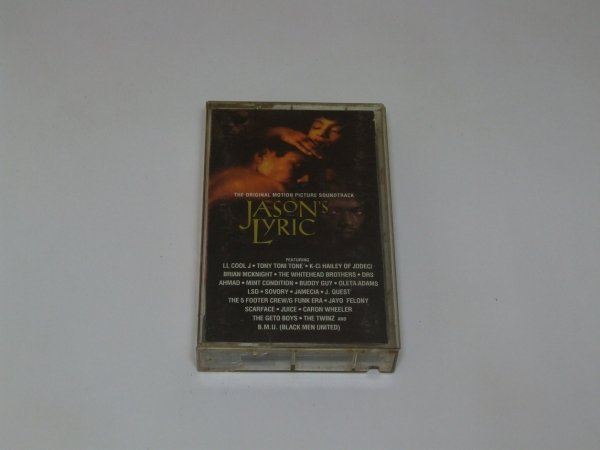 THE ORIGINAL MOTION PICTURE SOUNDTRACK
JASON'S
LYRIC
FEATURING
LL COOL J • TONY TONI TONE' • K-Ci HAILEY OF JODECI
BRIAN MCKNIGHT • THE WHITEHEAD BROTHERS • DRS
AHMAD • MINT CONDITION • BUDDY GUY • OLETA ADAMS
LSD • SOVORY • JAMECIA • J. QUEST
THE 5 FOOTER CREW/G FUNK ERA • JAYO FELONY
SCARFACE • JUICE • CARON WHEELER
THE GETO BOYS • THE TWINZ AND
B.M.U. (BLACK MEN UNITED)